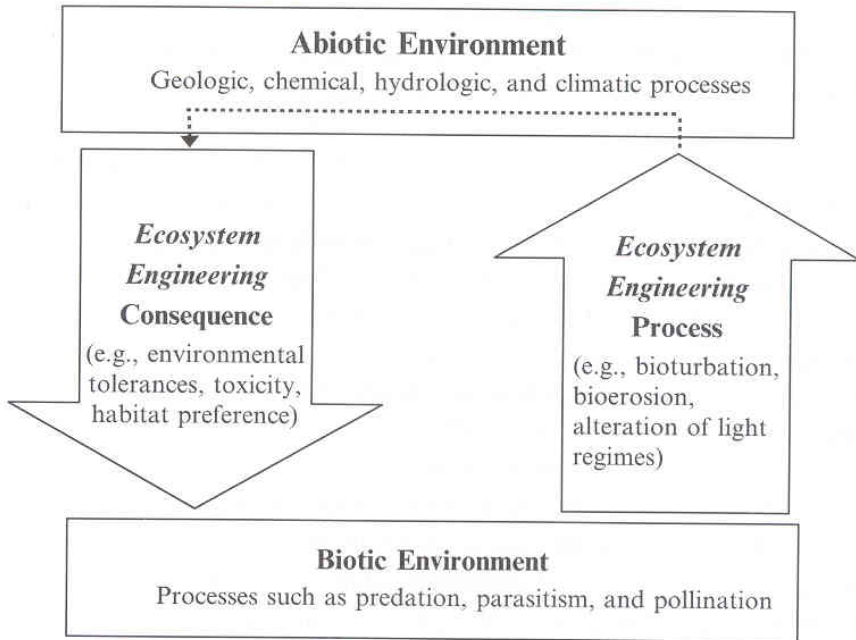 Abiotic Environment
Geologic, chemical, hydrologic, and climatic processes
Ecosystem
Engineering
Consequence
(e.g., environmental
tolerances, toxicity,
habitat preference)
Ecosystem
Engineering
Process
(e.g., bioturbation,
bioerosion,
alteration of light
regimes)
Biotic Environment
Processes such as predation, parasitism, and pollination